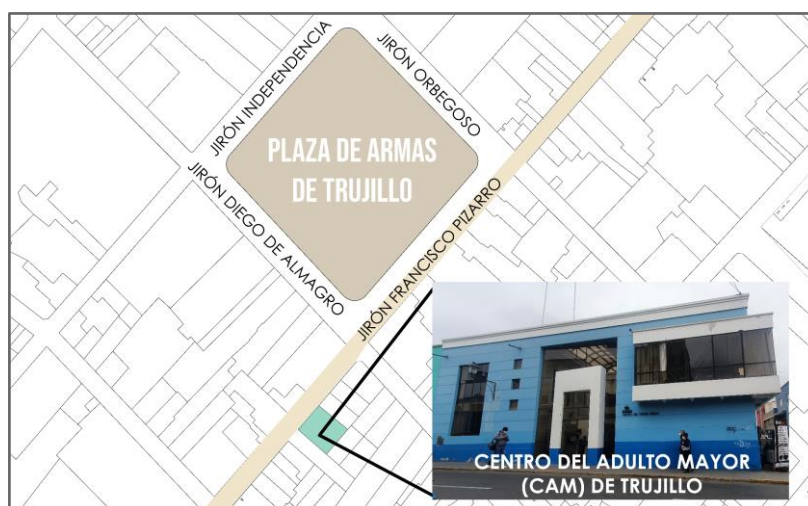 JIRÓN INDEPENDENCIA
JIRÓN ORBEGOSO
PLAZA DE ARMAS
DE TRUJILLO
JIRÓN DIEGO DE ALMAGRO
JIRÓN FRANCISCO PIZARRO
CENTRO DEL ADULTO MAYOR
(CAM) DE TRUJILLO